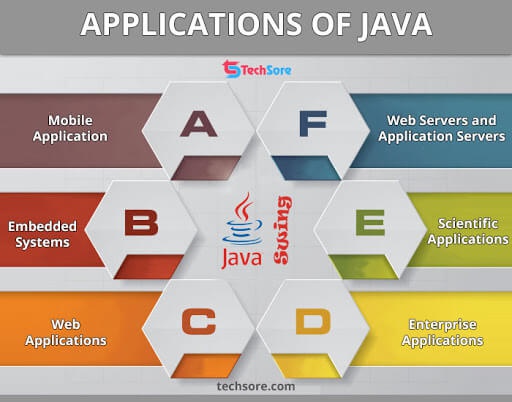 APPLICATIONS OF JAVA
TechSore
Mobile
Application
A
F
Web Servers and
Application Servers
Embedded
Systems
B
Java
Swing
E
Scientific
Applications
Web
Applications
C
D
Enterprise
Applications
techsore.com